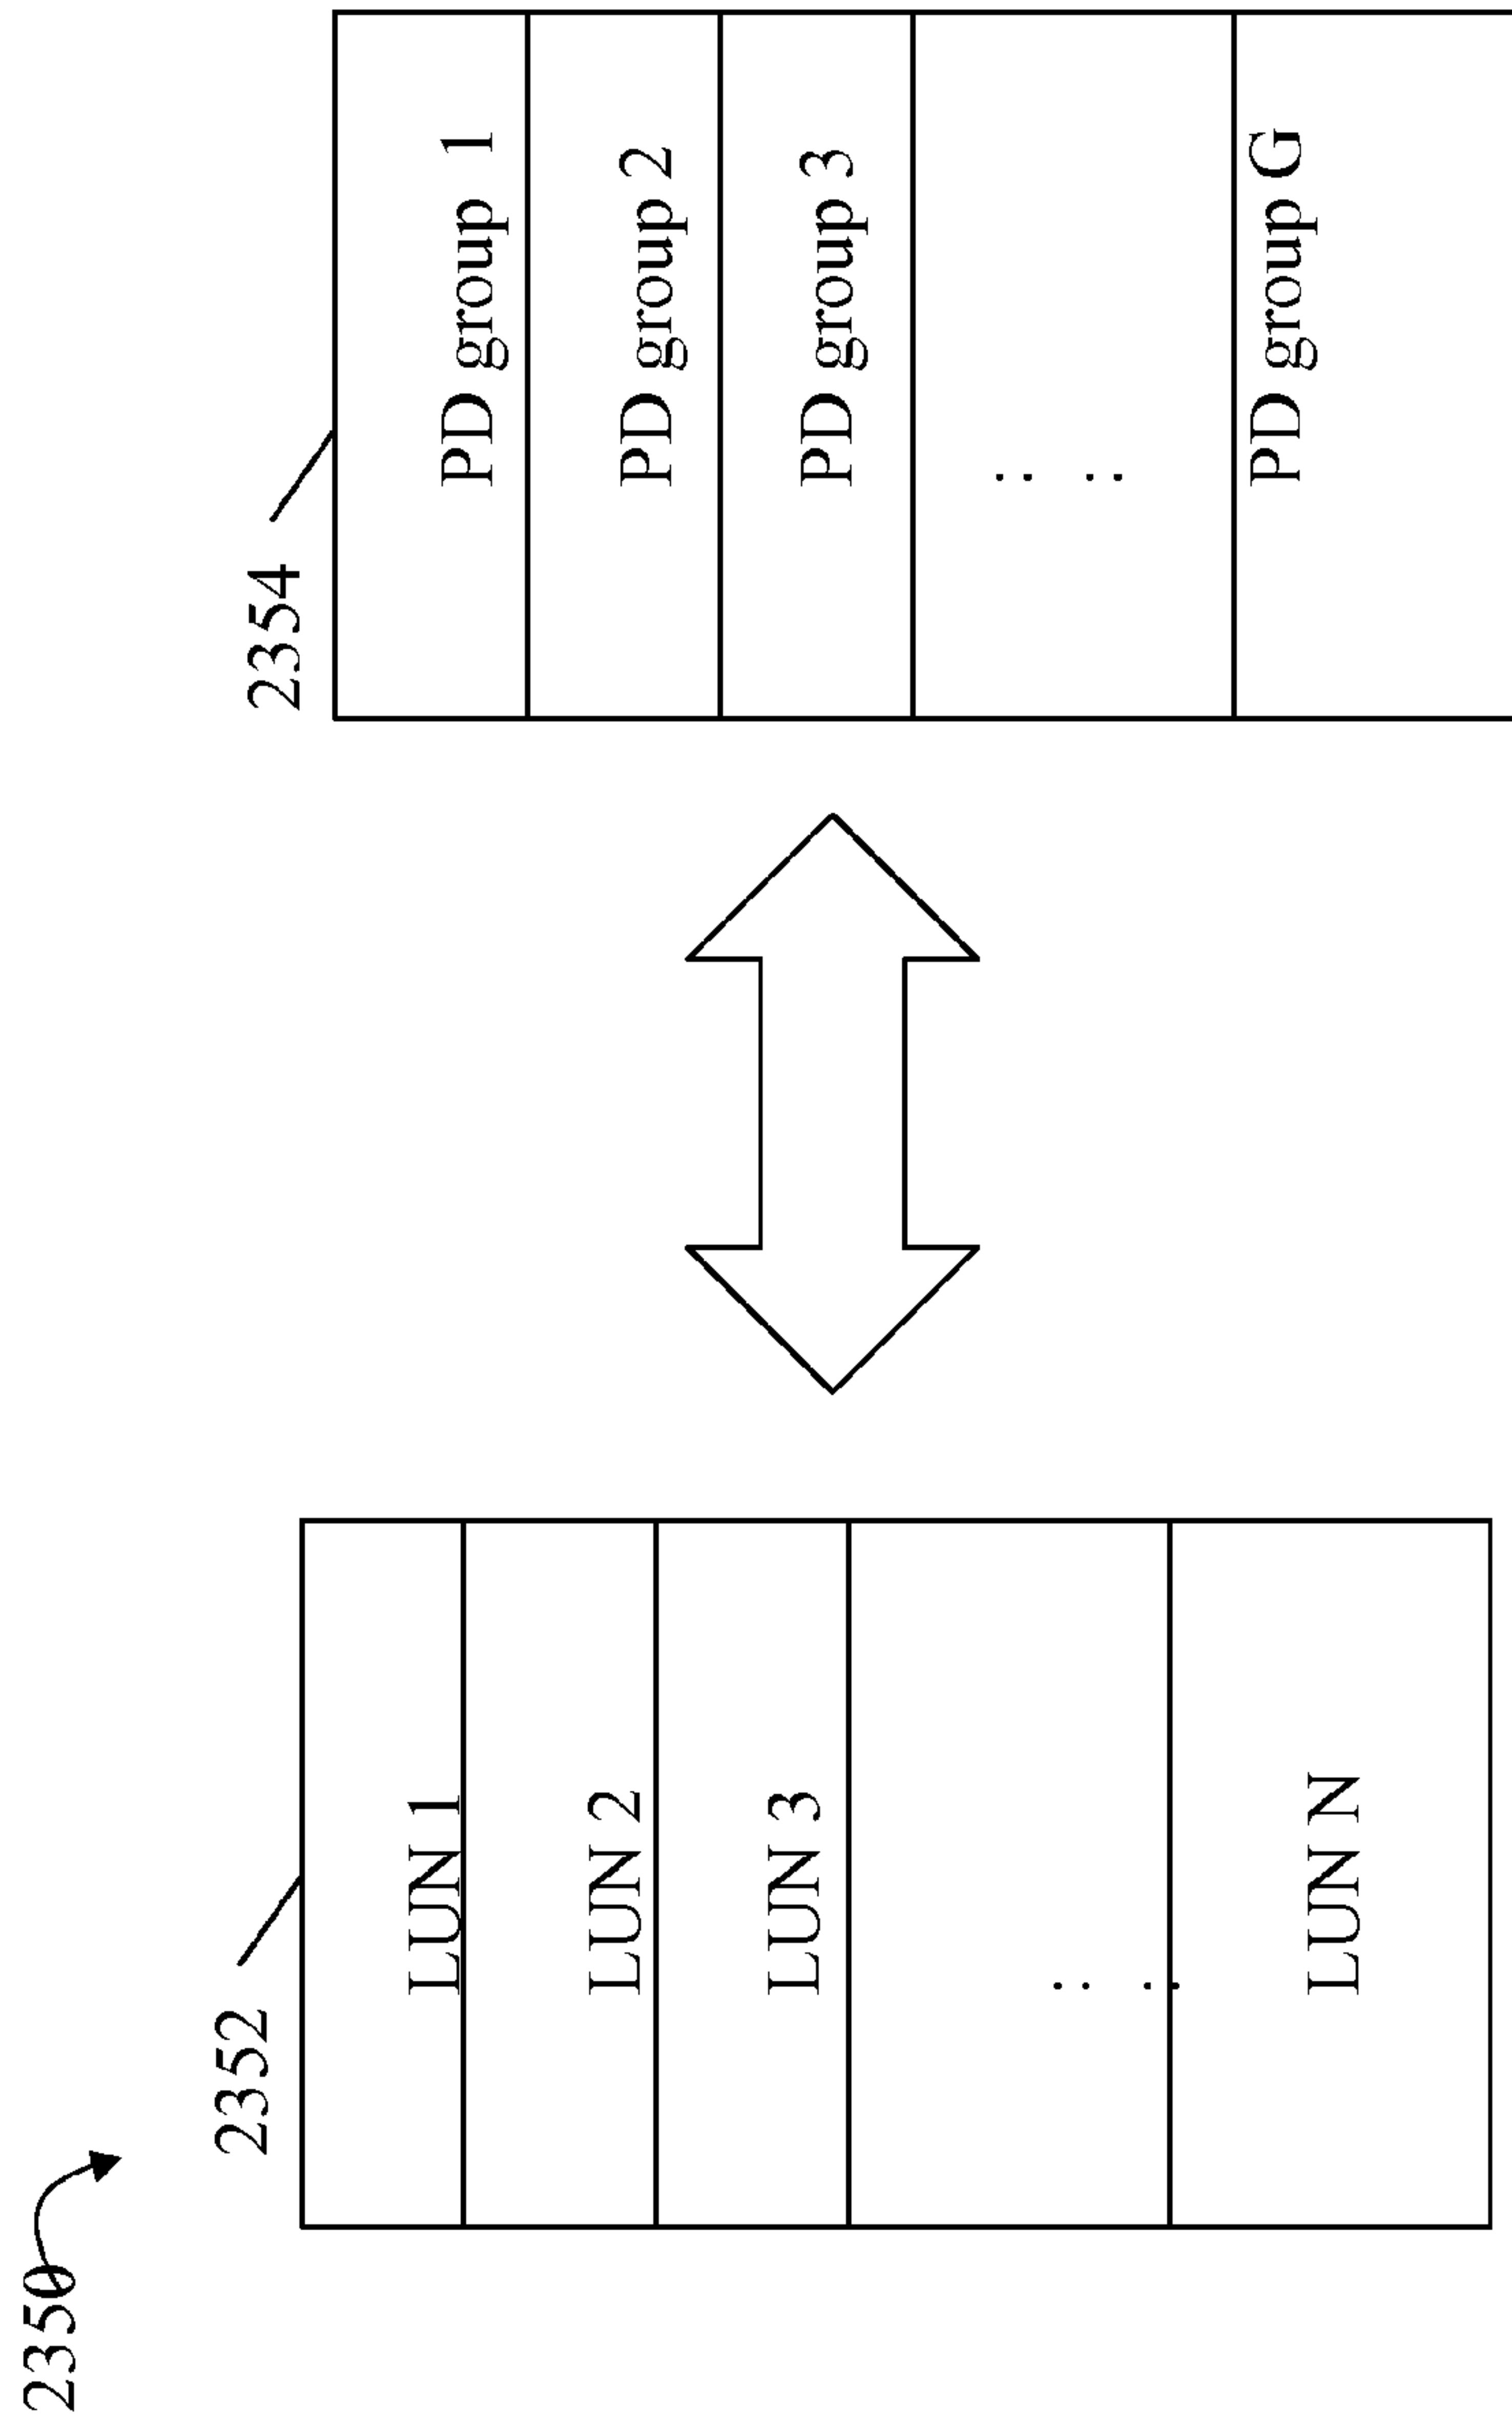 2350
2352
LUN 1
LUN 2
LUN 3
. .
. .
LUN N
2354
PD group 1
PD group 2
PD group 3
. .
. .
PD group G